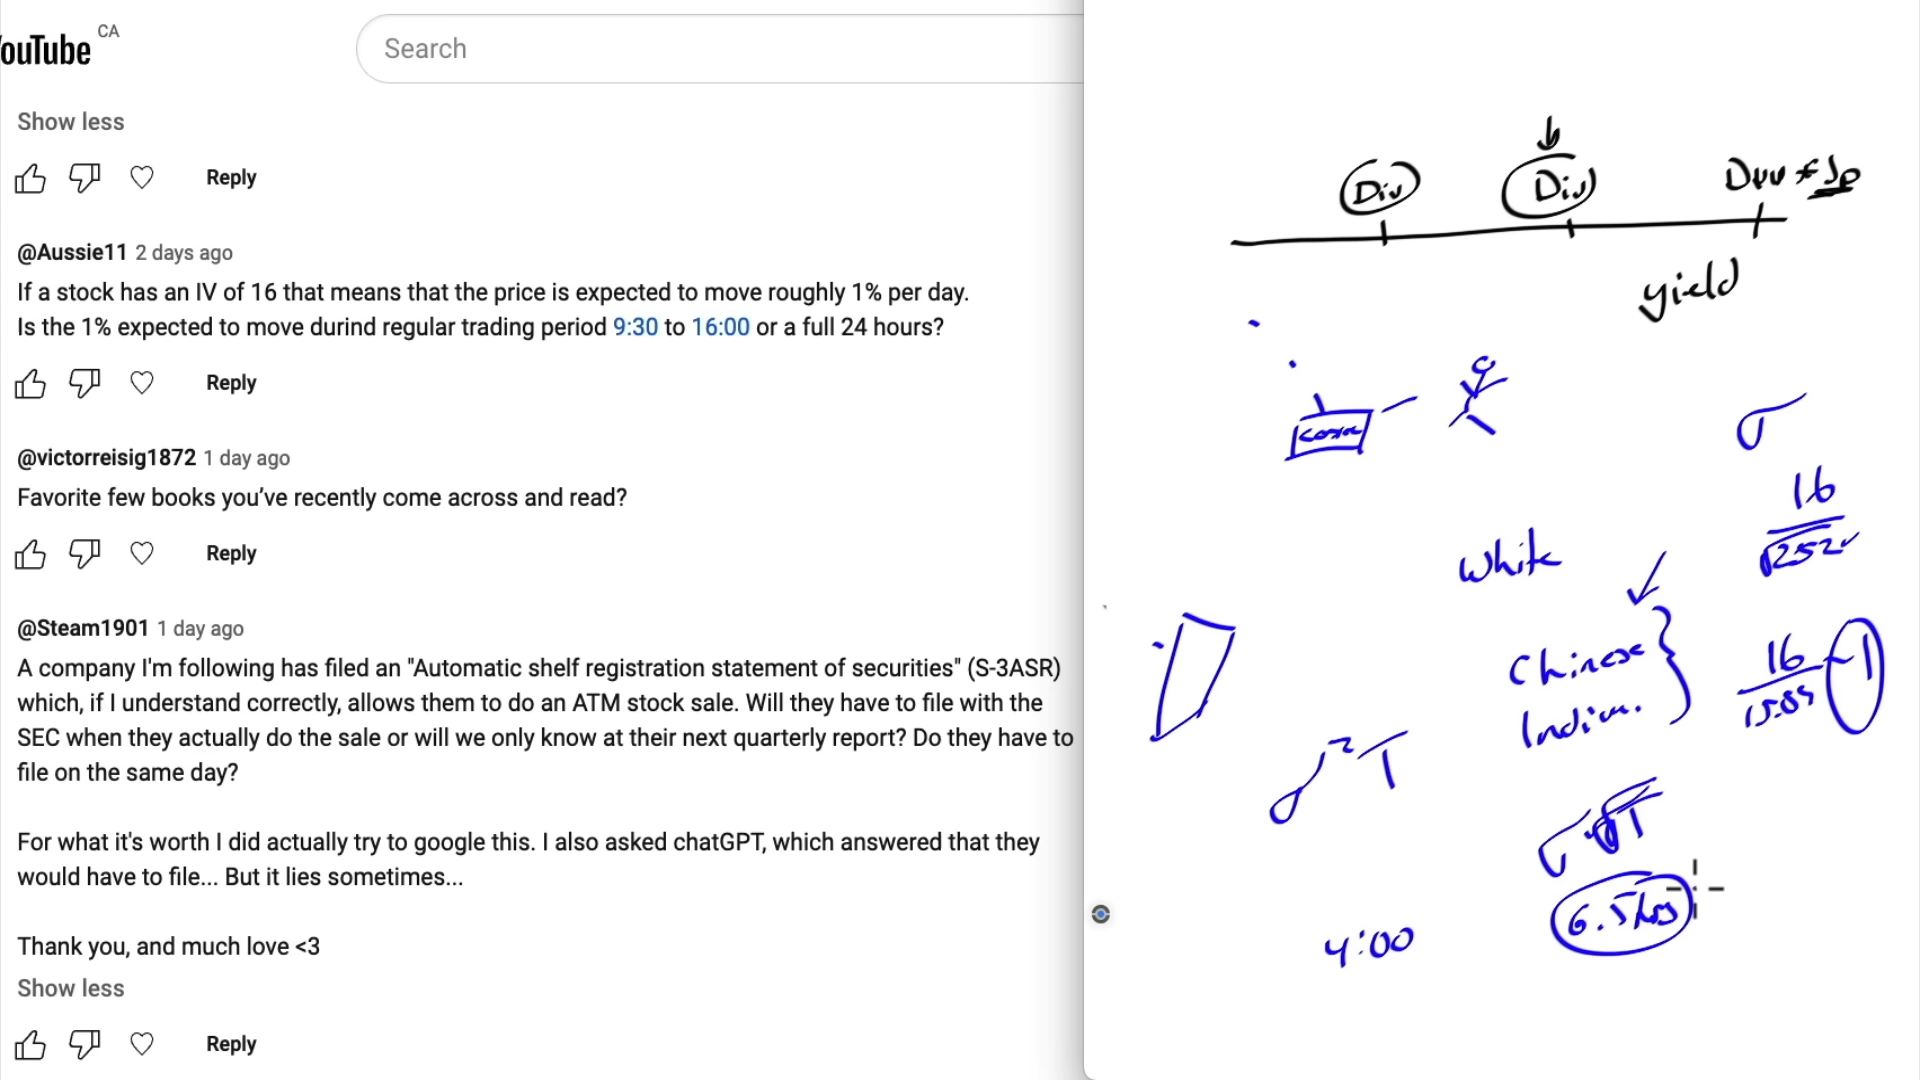 ouTube CA
Search
Show less
Reply
@Aussie11 2 days ago
If a stock has an IV of 16 that means that the price is expected to move roughly 1% per day.
Is the 1% expected to move durind regular trading period 9:30 to 16:00 or a full 24 hours?
Reply
@victorreisig1872 1 day ago
Favorite few books you’ve recently come across and read?
Reply
@Steam1901 1 day ago
A company I'm following has filed an "Automatic shelf registration statement of securities" (S-3ASR)
which, if I understand correctly, allows them to do an ATM stock sale. Will they have to file with the
SEC when they actually do the sale or will we only know at their next quarterly report? Do they have to
file on the same day?
For what it's worth I did actually try to google this. I also asked chatGPT, which answered that they
would have to file... But it lies sometimes...
Thank you, and much love <3
Show less
Reply
Div Div
yield
σ
16
√252
White
Chinese
16
15.8
1
σ²T
σ√T
6.5hrs
4:00